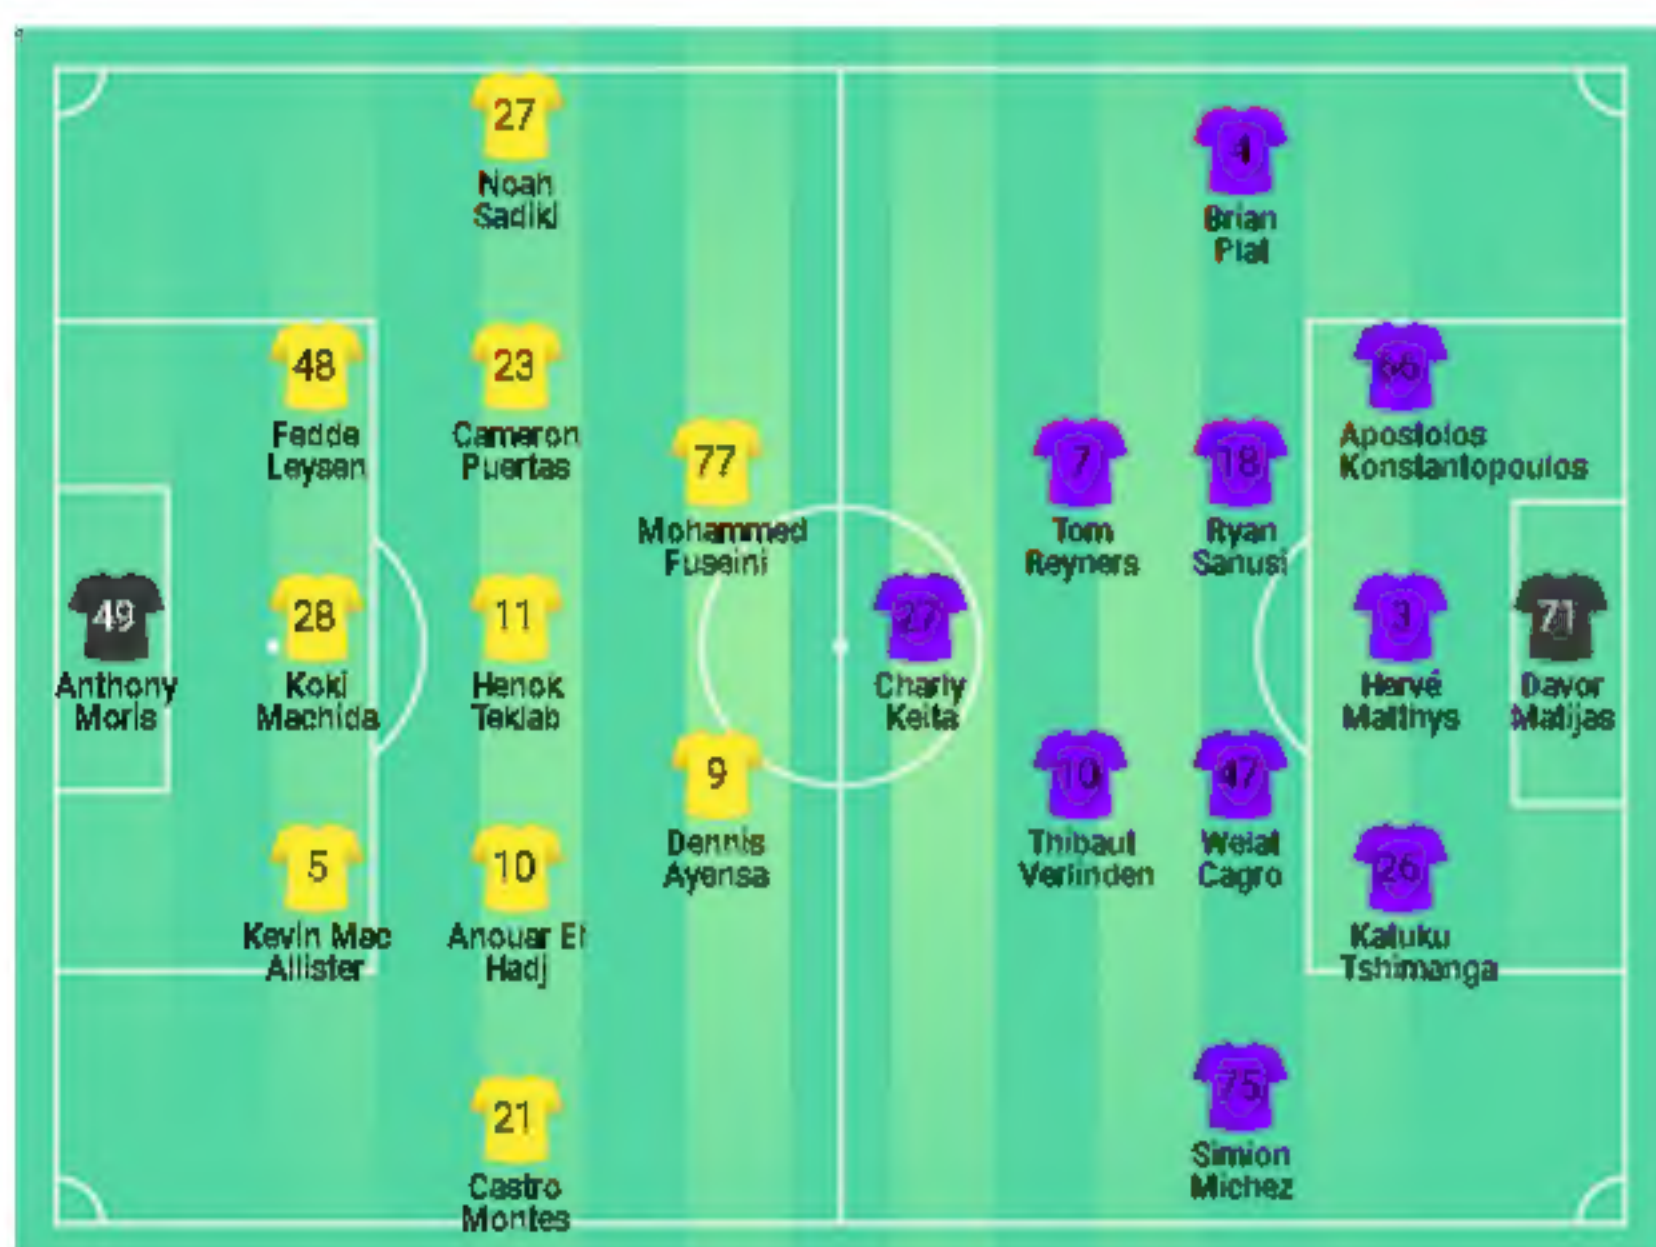 27
Noah
Sadiki
4
Brian
Plat
48
Fedde
Leysen
23
Cameron
Puertas
77
Mohammed
Fuseini
7
Tom
Reyners
18
Ryan
Sanusi
Apostolos
Konstantopoulos
49
Anthony
Moris
28
Koki
Machida
11
Henok
Teklab
27
Charly
Keita
3
Hervé
Matthys
71
Davor
Matijas
5
Kevin Mac
Allister
10
Anouar El
Hadj
9
Dennis
Ayensa
10
Thibaut
Verlinden
47
Welat
Cagro
26
Katuku
Tshimanga
21
Castro
Montes
75
Simion
Michez